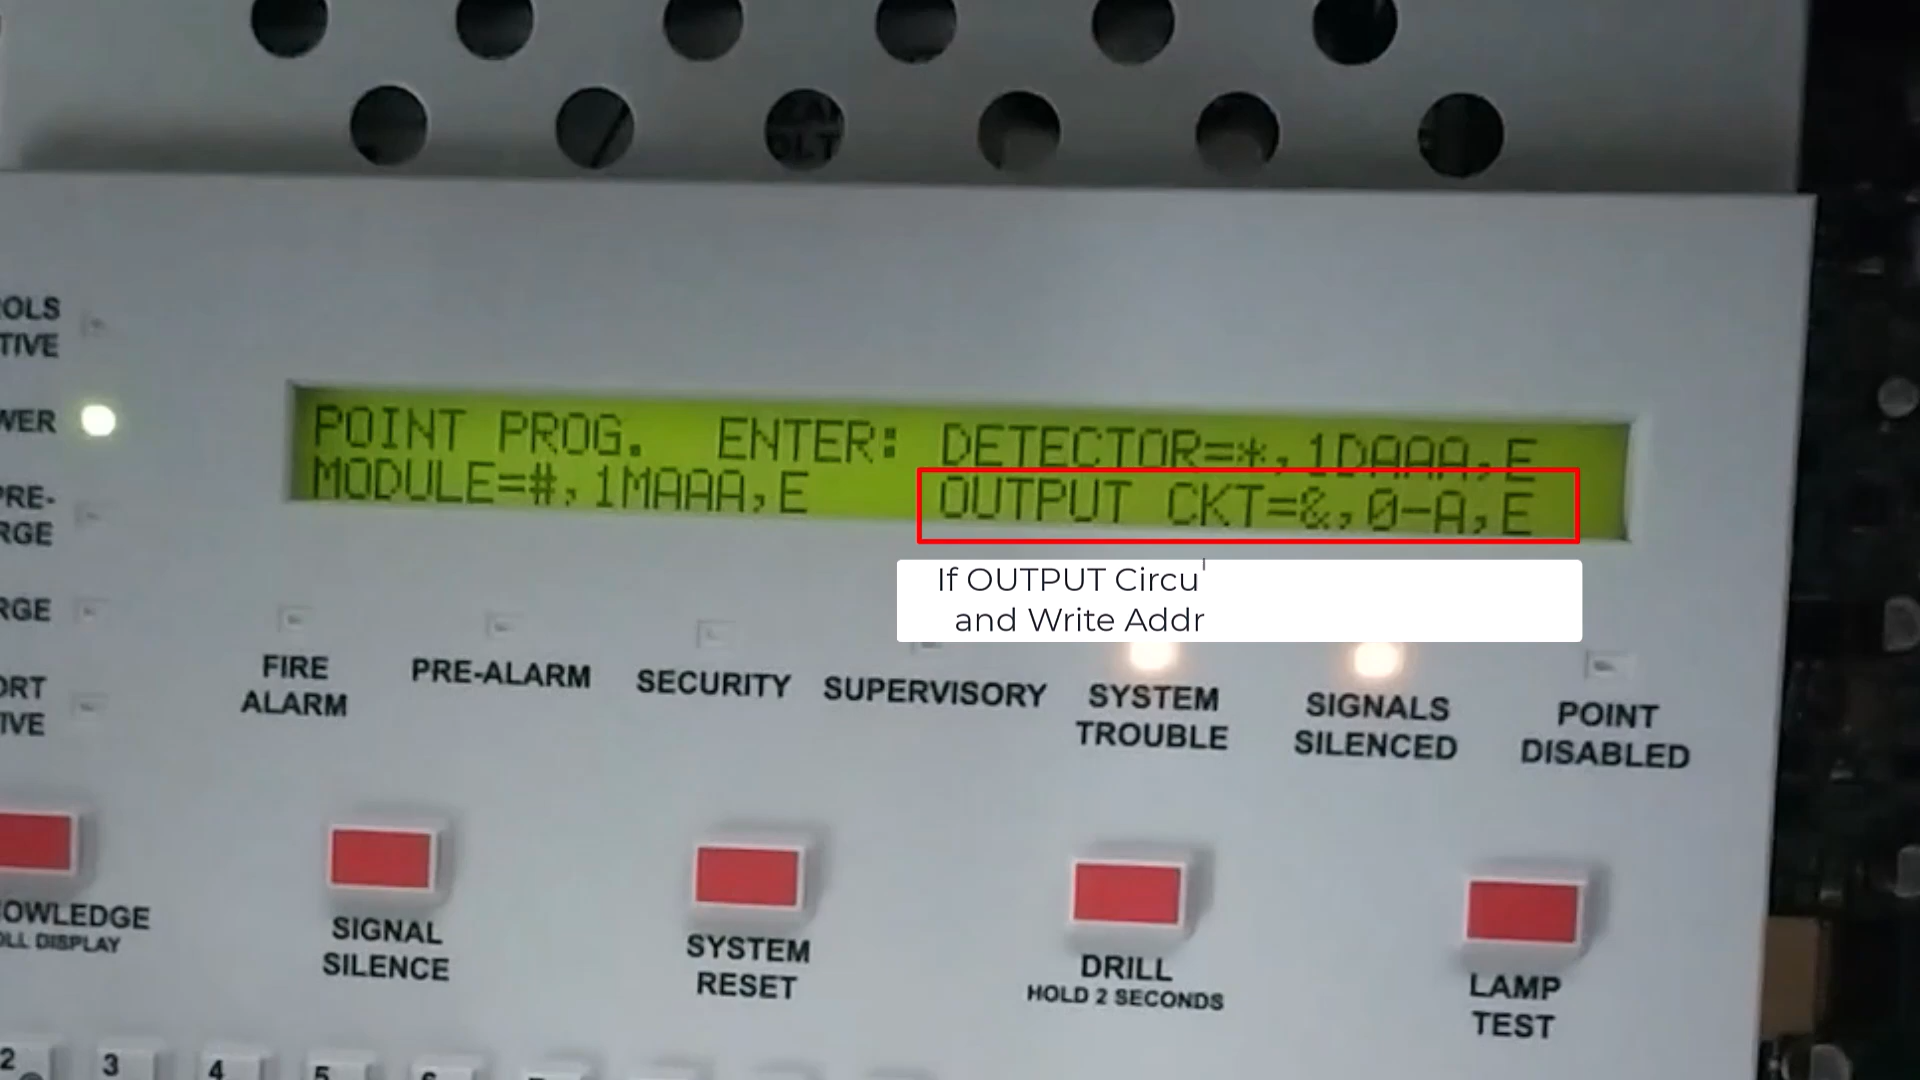 OLS
TIVE
WER
PRE-
RGE
RGE
ORT
IVE
POINT PROG. ENTER: DETECTOR=*,1DAAA,E
MODULE=#,1MAAA,E OUTPUT CKT=&,0-A,E
If OUTPUT Circu
and Write Addr
FIRE
ALARM
PRE-ALARM
SECURITY
SUPERVISORY
SYSTEM
TROUBLE
SIGNALS
SILENCED
POINT
DISABLED
OWLEDGE
OLL DISPLAY
SIGNAL
SILENCE
SYSTEM
RESET
DRILL
HOLD 2 SECONDS
LAMP
TEST
2 3 4 5